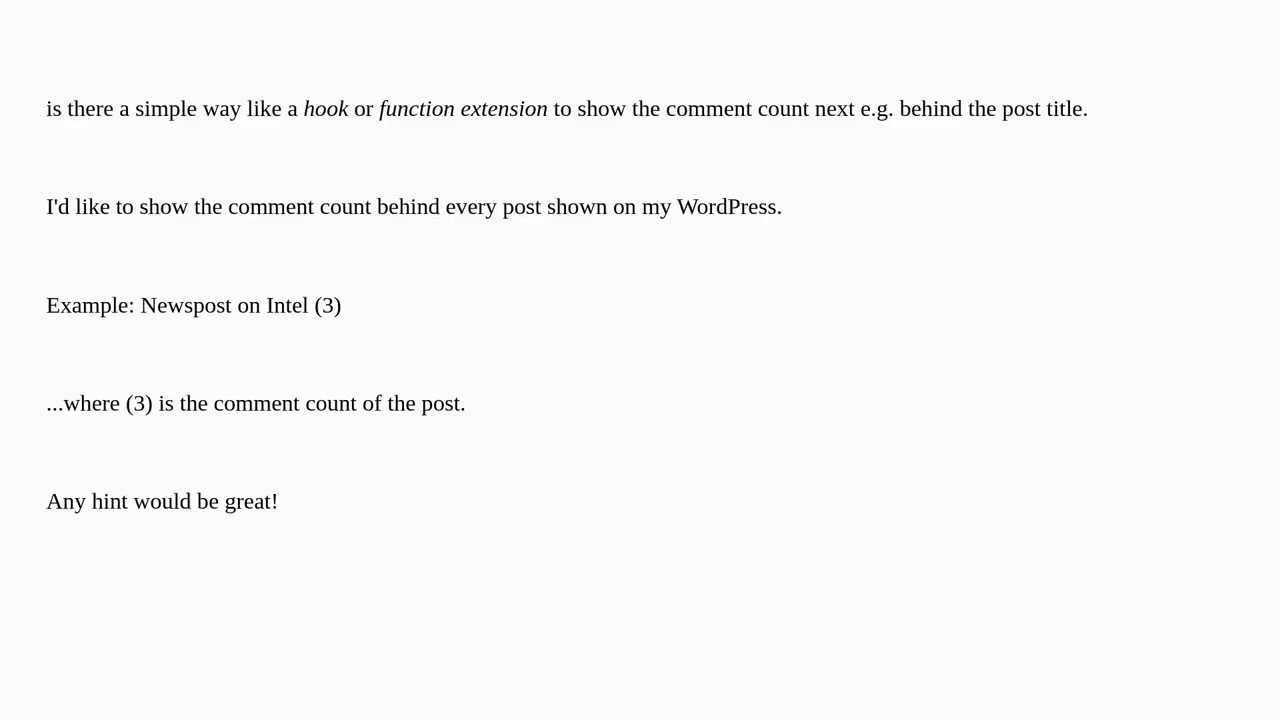 is there a simple way like a hook or function extension to show the comment count next e.g. behind the post title.
I'd like to show the comment count behind every post shown on my WordPress.
Example: Newspost on Intel (3)
...where (3) is the comment count of the post.
Any hint would be great!